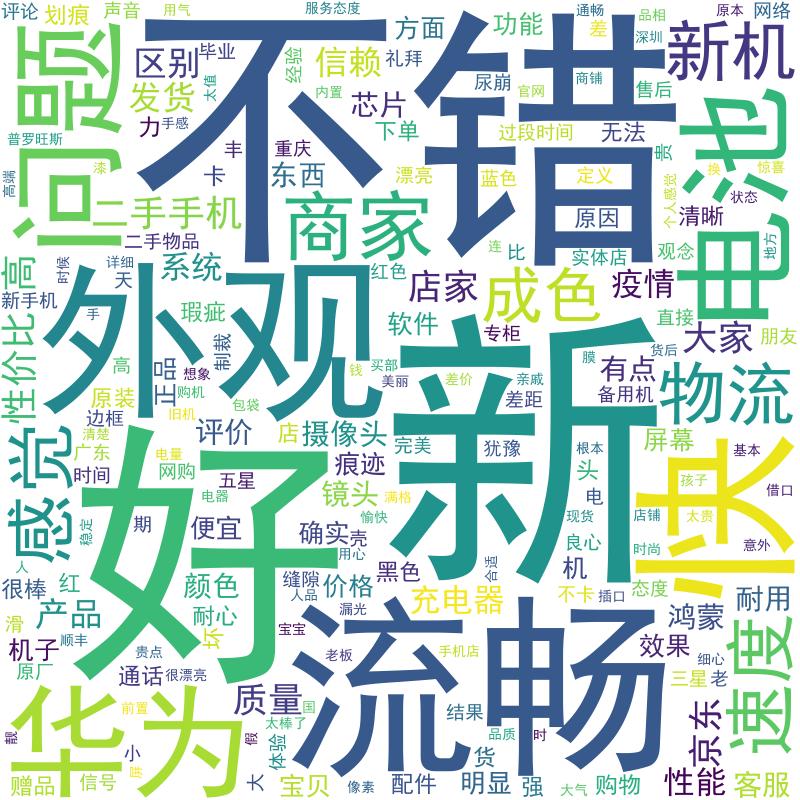 评论
划痕
声音
用气
服务态度
方面
功能
通畅
差
品相
深圳
原本
网络
问题
区别
毕业
太值
经验
信赖
礼拜
不错
尿崩
商铺
售后
新机
发货
内置
芯片
官网
普罗旺斯
力
手感
下单
过段时间
无法
贵
电池
高端
漆
丰
重庆
卡
东西
漂亮
蓝色
定义
换
惊喜
个人感觉
状态
二手手机
二手物品
商家
原因
清晰
连
比
实体店
观念
地方
高
时候
详细
天
系统
红色
店家
成色
疫情
新手机
手
外观
瑕疵
软件
专柜
直接
大家
朋友
性价比
高
正品
想象
制裁
钱
买部
美丽
差价
亲戚
膜
货后
有点
备用机
原装
购机
包袋
差距
新
物流
边框
旧机
感觉
清楚
广东
时间
电量
网购
评价
店
摄像头
完美
犹豫
根本
屏幕
快
基本
好
五星
痕迹
头
孩子
借口
电器
镜头
满格
电
稳定
期
便宜
愉快
确实
壳
现货
店铺
太贵
良心
时尚
意外
人
用心
黑色
合适
机
态度
很棒
红
颜色
缝隙
人品
价格
充电器
不卡
插口
鸿蒙
耐用
产品
耐心
滑
坏
漏光
流畅
机子
顺丰
宝宝
老板
手机店
效果
细心
速度
原厂
贵点
通话
很漂亮
三星
老
华为
前置
质量
国
太棒了
结果
品质
时
京东
靓
小
假
体验
货
赠品
信号
屏
大
宝贝
像素
配件
明显
强
大气
购物
性能
客服